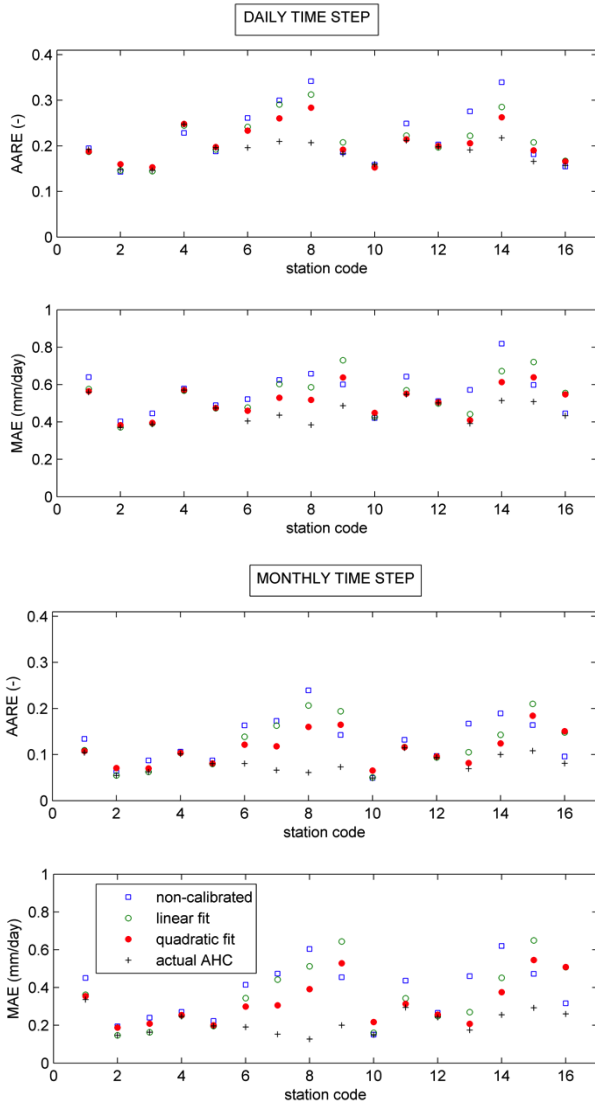 DAILY TIME STEP
0.4
0.3
0.2
0.1
0
AARE (-)
0 2 4 6 8 10 12 14 16
station code
1
0.8
0.6
0.4
0.2
0
MAE (mm/day)
0 2 4 6 8 10 12 14 16
station code
MONTHLY TIME STEP
0.4
0.3
0.2
0.1
0
AARE (-)
0 2 4 6 8 10 12 14 16
station code
1
0.8
0.6
0.4
0.2
0
MAE (mm/day)
non-calibrated
linear fit
quadratic fit
actual AHC
0 2 4 6 8 10 12 14 16
station code